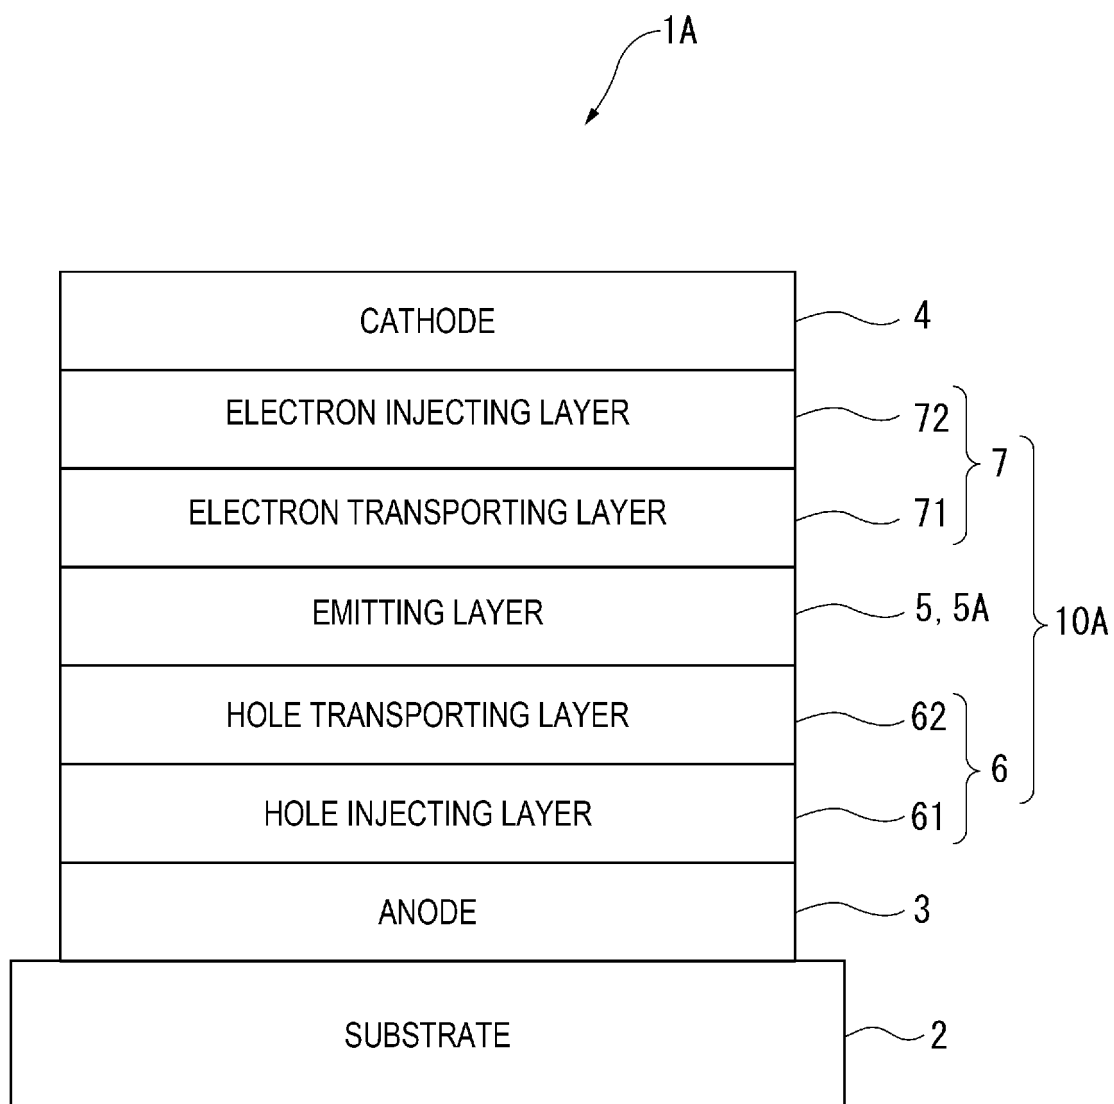 1A
CATHODE 4
ELECTRON INJECTING LAYER 72
7
ELECTRON TRANSPORTING LAYER 71
EMITTING LAYER 5, 5A
10A
HOLE TRANSPORTING LAYER 62
6
HOLE INJECTING LAYER 61
ANODE 3
SUBSTRATE 2